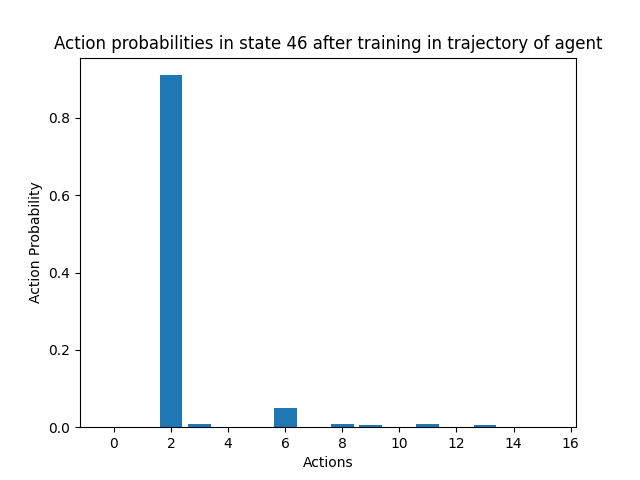 Action probabilities in state 46 after training in trajectory of agent
Action Probability
0.8
0.6
0.4
0.2
0.0
0 2 4 6 8 10 12 14 16
Actions